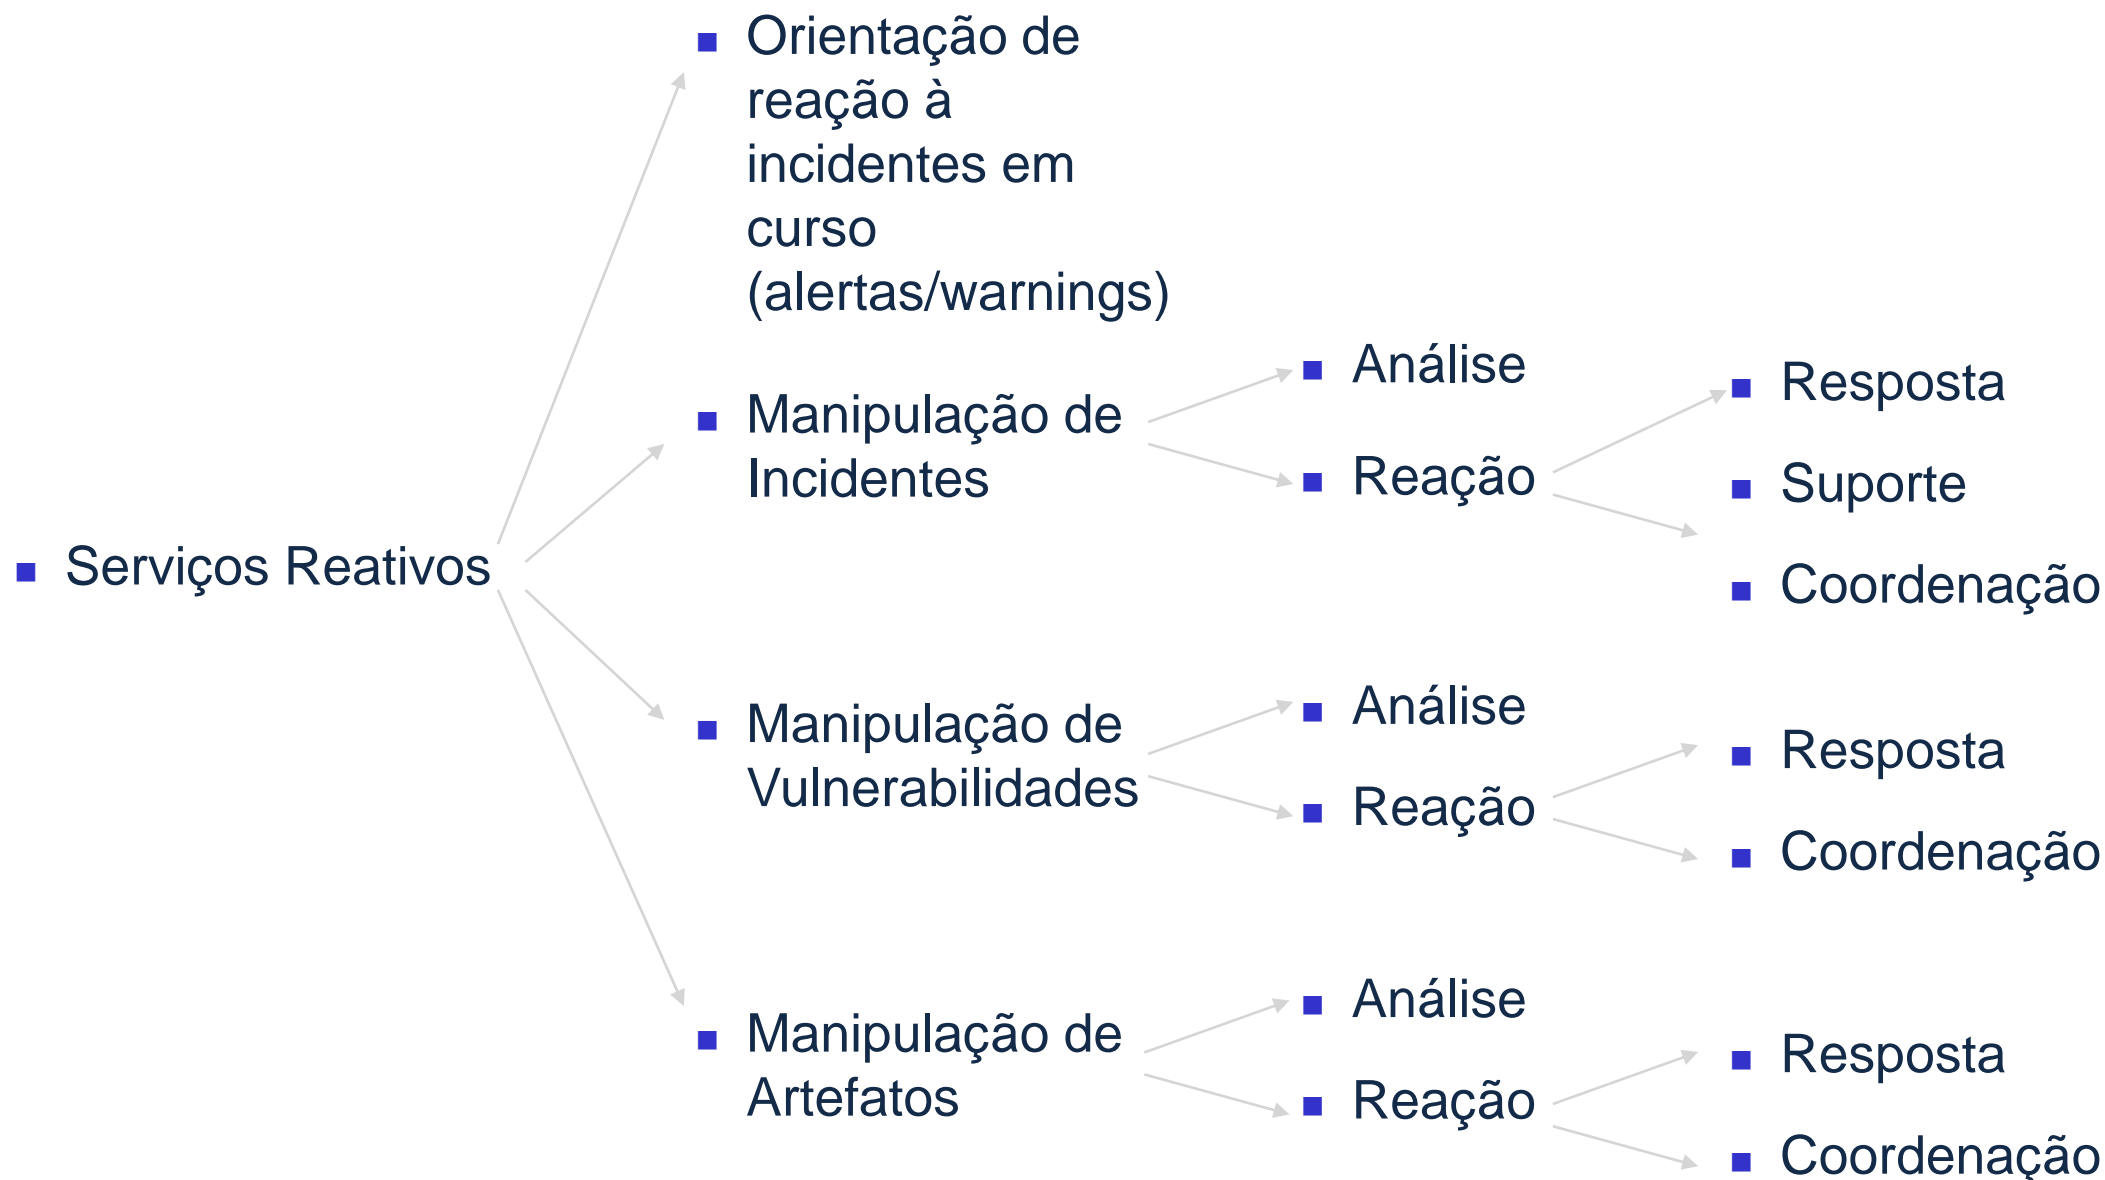 Serviços Reativos
Orientação de
reação à
incidentes em
curso
(alertas/warnings)
Manipulação de
Incidentes
Análise
Reação
Resposta
Suporte
Coordenação
Manipulação de
Vulnerabilidades
Análise
Reação
Resposta
Coordenação
Manipulação de
Artefatos
Análise
Reação
Resposta
Coordenação